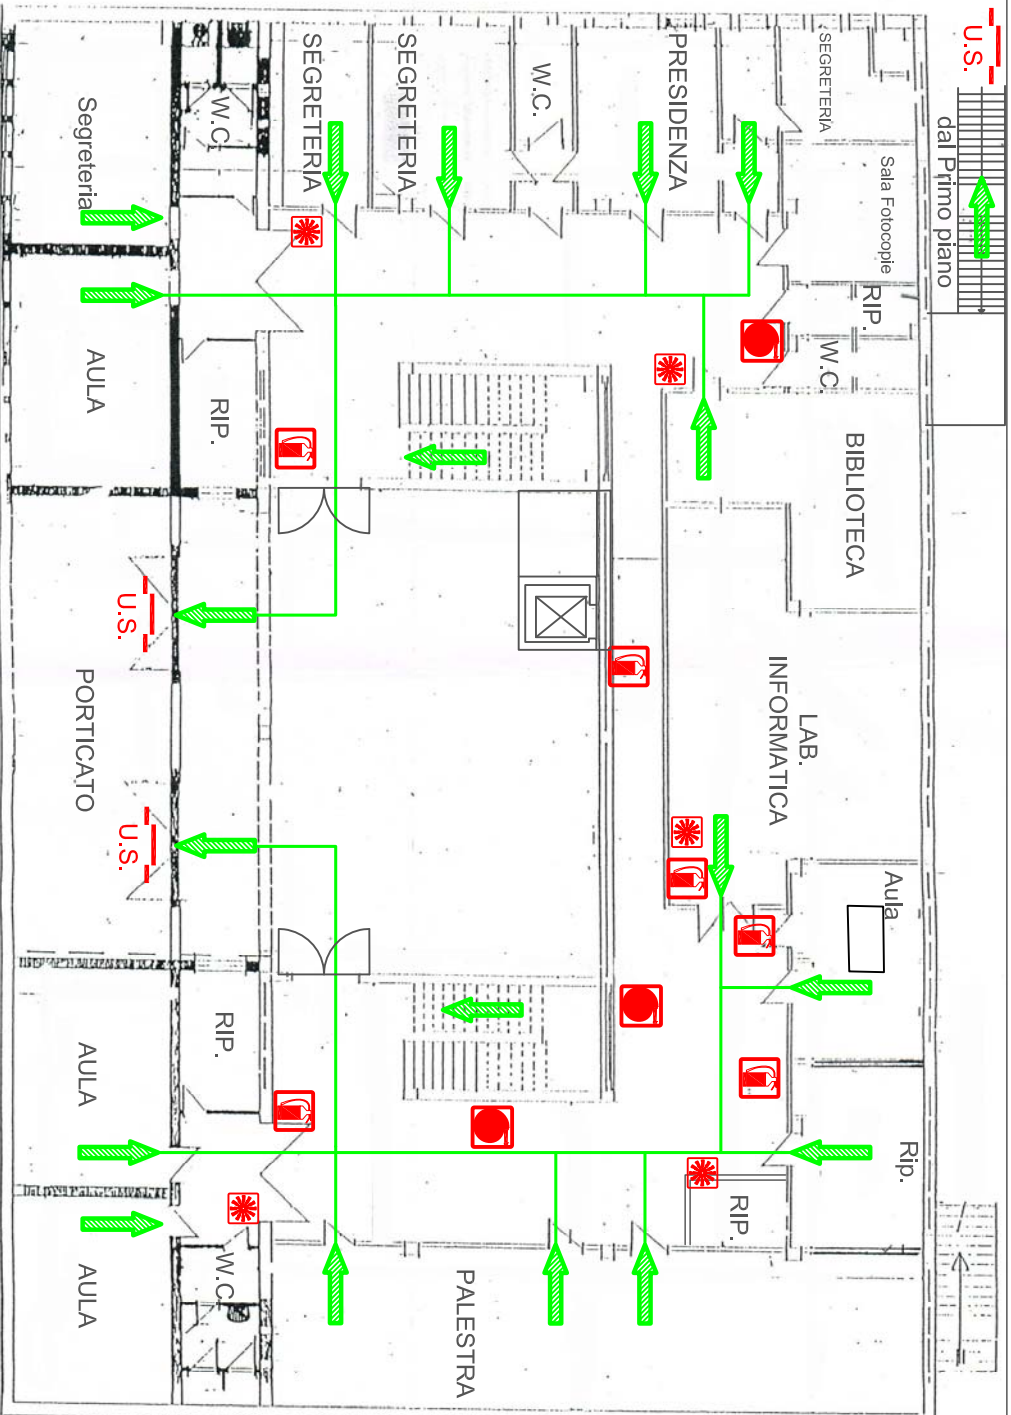 U.S.
dal Primo piano
SEGRETERIA
Sala Fotocopie
RIP.
W.C.
BIBLIOTECA
LAB.
INFORMATICA
Aula
Rip.
PRESIDENZA
W.C.
SEGRETERIA
SEGRETERIA
W.C.
RIP.
RIP.
RIP.
W.C.
PALESTRA
U.S.
U.S.
Segreteria
AULA
PORTICATO
AULA
AULA